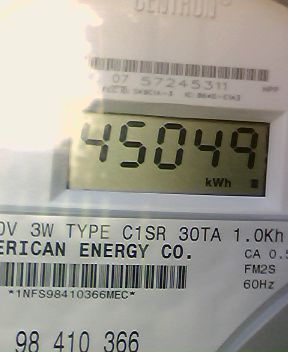 CENTRON
07 57245311
45049
kWh
0V 3W TYPE C1SR 30TA 1.0Kh
ERICAN ENERGY CO.
CA 0.5
FM2S
*1NFS98410366MEC*
60Hz
98 410 366